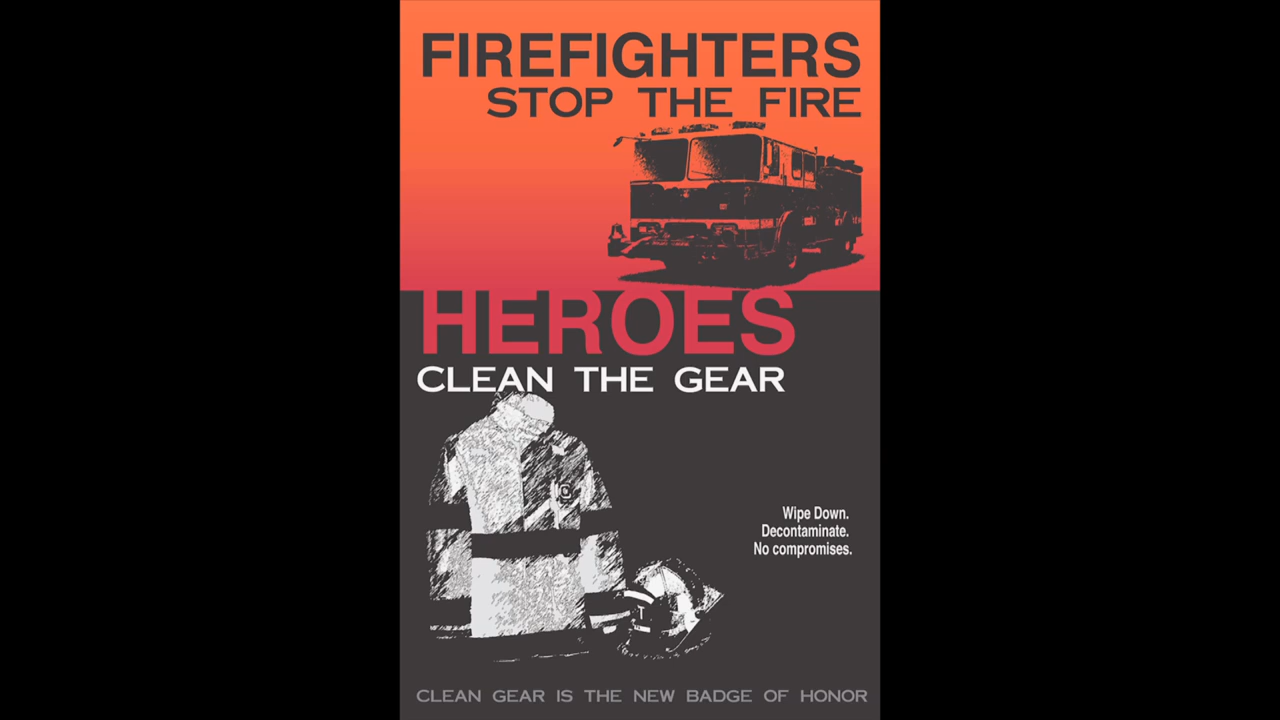 FIREFIGHTERS
STOP THE FIRE
HEROES
CLEAN THE GEAR
Wipe Down.
Decontaminate.
No compromises.
CLEAN GEAR IS THE NEW BADGE OF HONOR